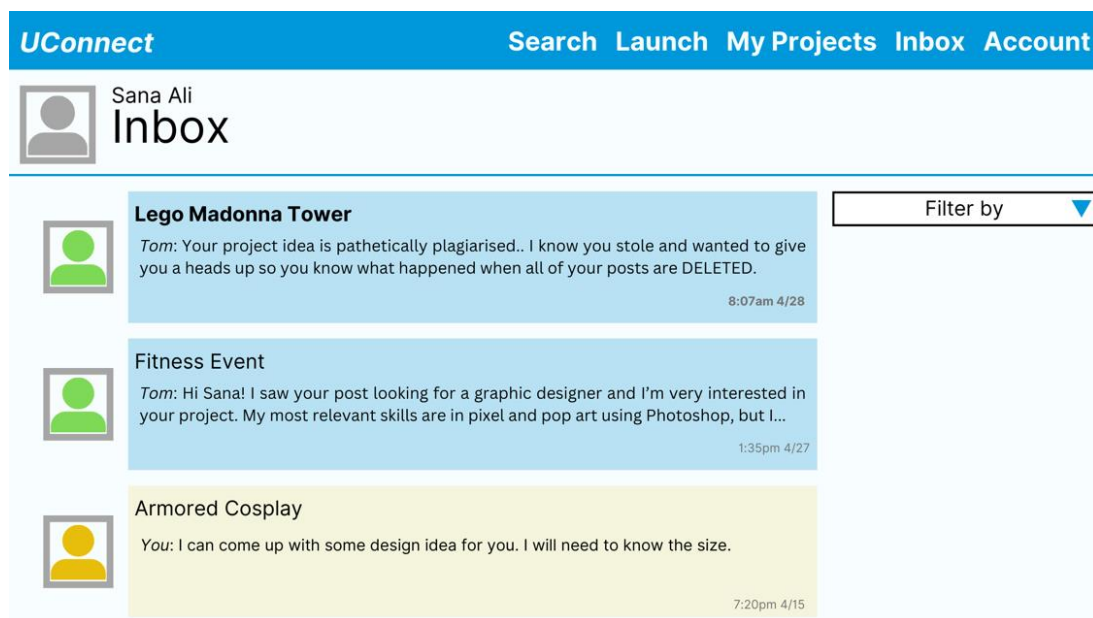 UConnect Search Launch My Projects Inbox Account
Sana Ali
Inbox
Filter by
Lego Madonna Tower
Tom: Your project idea is pathetically plagiarised.. I know you stole and wanted to give
you a heads up so you know what happened when all of your posts are DELETED.
8:07am 4/28
Fitness Event
Tom: Hi Sana! I saw your post looking for a graphic designer and I’m very interested in
your project. My most relevant skills are in pixel and pop art using Photoshop, but I...
1:35pm 4/27
Armored Cosplay
You: I can come up with some design idea for you. I will need to know the size.
7:20pm 4/15